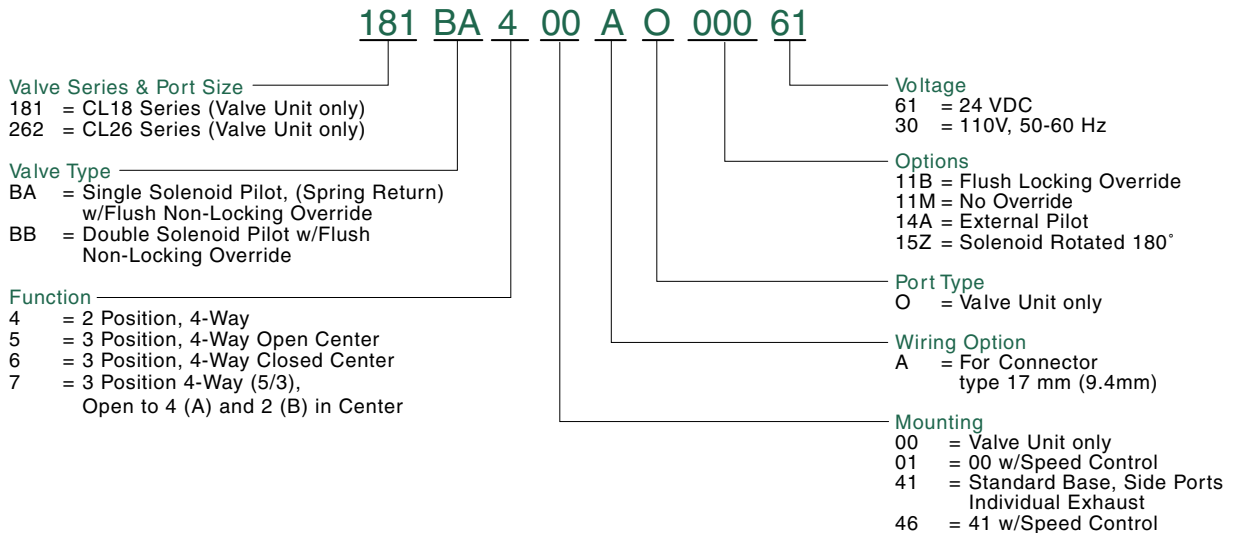 181 BA 4 00 A O 000 61
Valve Series & Port Size
181 = CL18 Series (Valve Unit only)
262 = CL26 Series (Valve Unit only)
Valve Type
BA = Single Solenoid Pilot, (Spring Return)
w/Flush Non-Locking Override
BB = Double Solenoid Pilot w/Flush
Non-Locking Override
Function
4 = 2 Position, 4-Way
5 = 3 Position, 4-Way Open Center
6 = 3 Position, 4-Way Closed Center
7 = 3 Position 4-Way (5/3),
Open to 4 (A) and 2 (B) in Center
Voltage
61 = 24 VDC
30 = 110V, 50-60 Hz
Options
11B = Flush Locking Override
11M = No Override
14A = External Pilot
15Z = Solenoid Rotated 180°
Port Type
O = Valve Unit only
Wiring Option
A = For Connector
type 17 mm (9.4mm)
Mounting
00 = Valve Unit only
01 = 00 w/Speed Control
41 = Standard Base, Side Ports
Individual Exhaust
46 = 41 w/Speed Control